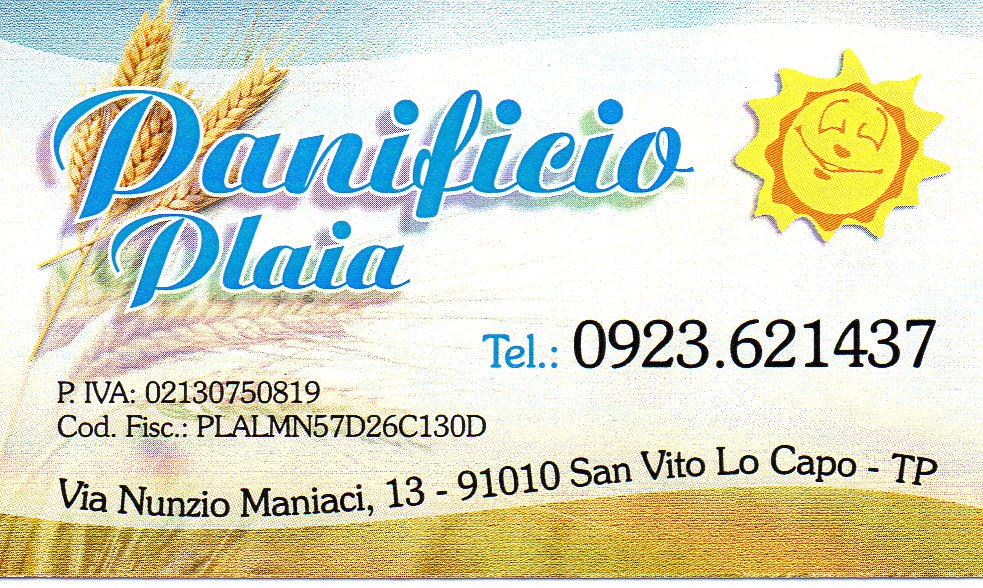 Panificio
Plaia
Tel.: 0923.621437
P. IVA: 02130750819
Cod. Fisc.: PLALMN57D26C130D
Via Nunzio Maniaci, 13 - 91010 San Vito Lo Capo - TP